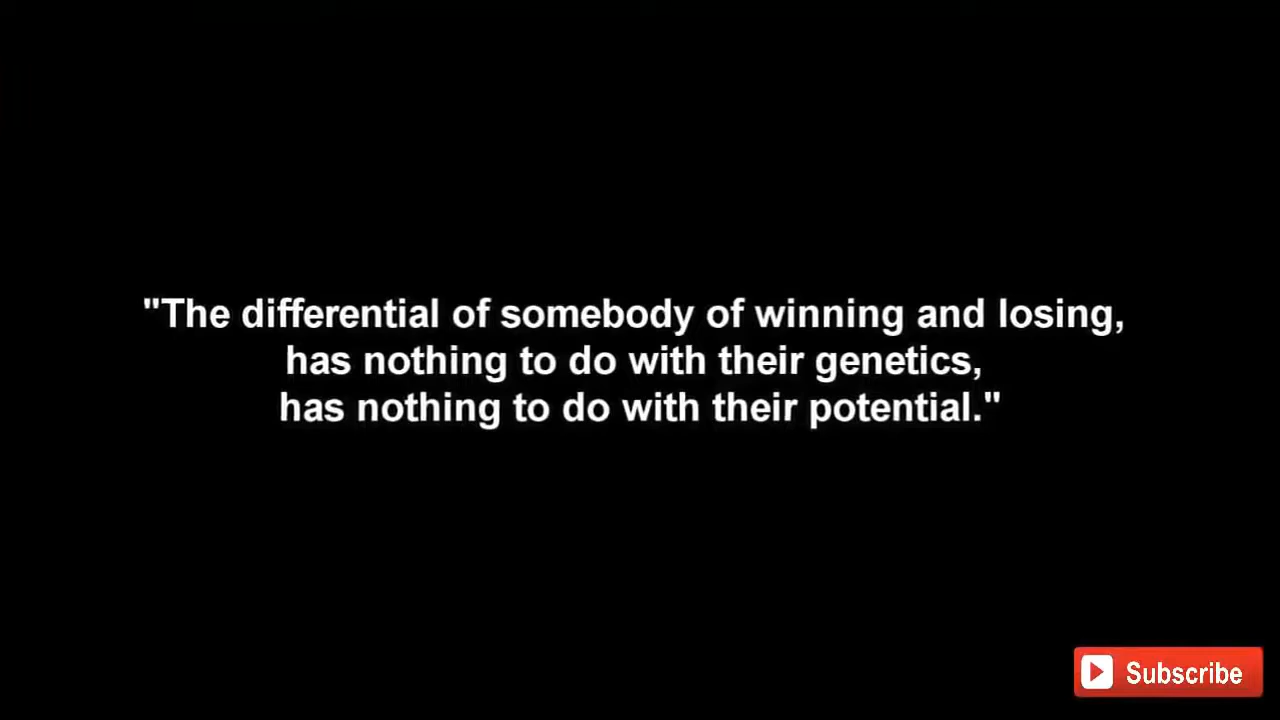 "The differential of somebody of winning and losing,
has nothing to do with their genetics,
has nothing to do with their potential."
Subscribe